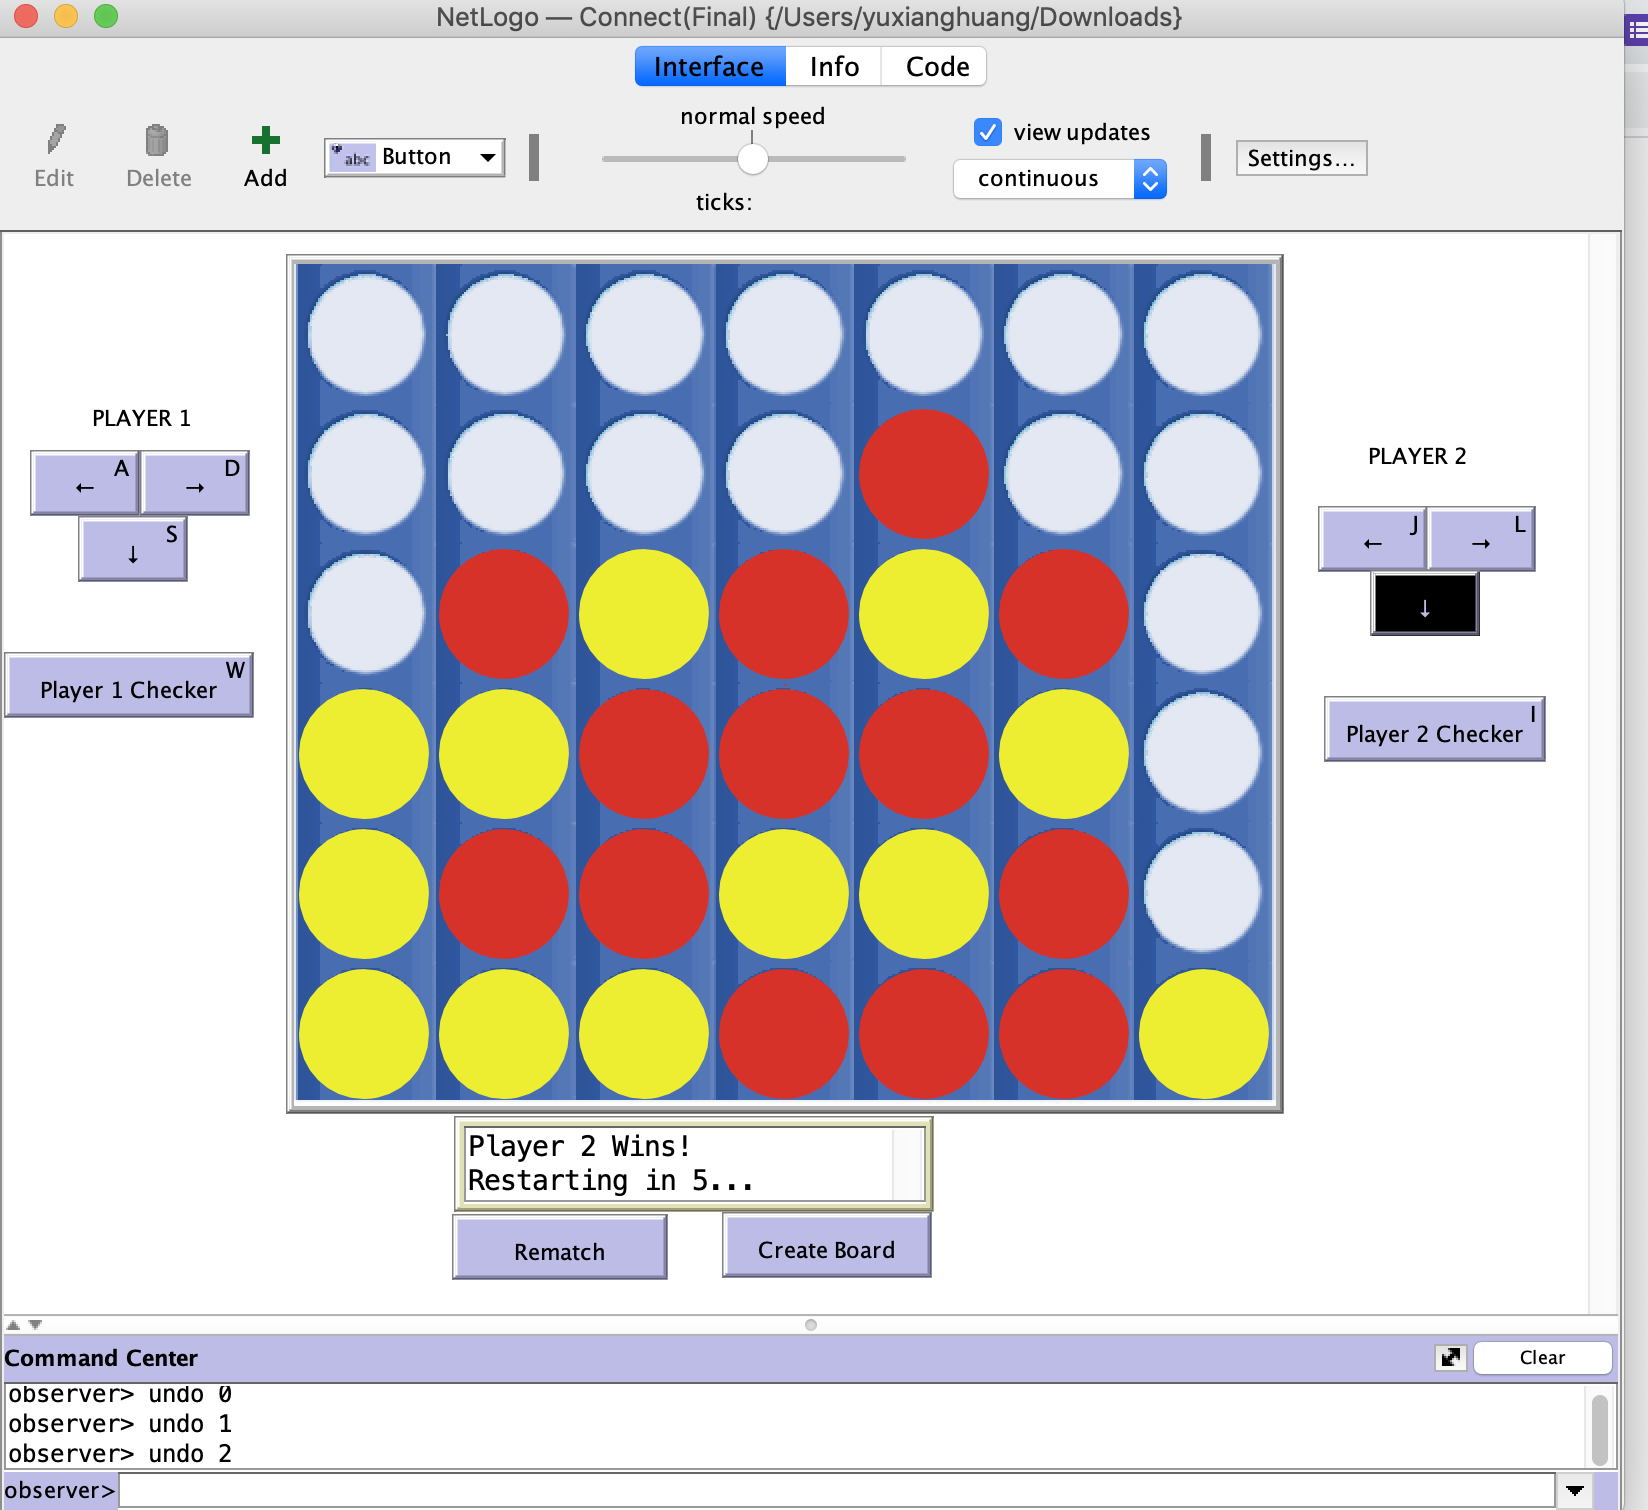 NetLogo — Connect(Final) {/Users/yuxianghuang/Downloads}
Interface Info Code
Edit Delete Add
abc Button
normal speed
ticks:
view updates
continuous
Settings...
PLAYER 1
A ← D →
S ↓
W
Player 1 Checker
PLAYER 2
J ← L →
↓
I
Player 2 Checker
Player 2 Wins!
Restarting in 5...
Rematch Create Board
Command Center Clear
observer> undo 0
observer> undo 1
observer> undo 2
observer>